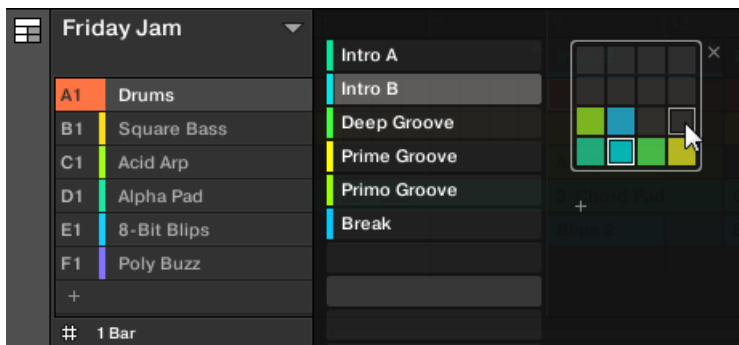 Friday Jam
A1 Drums
B1 Square Bass
C1 Acid Arp
D1 Alpha Pad
E1 8-Bit Blips
F1 Poly Buzz
+
# 1 Bar
Intro A
Intro B
Deep Groove
Prime Groove
Primo Groove
Break
×
+